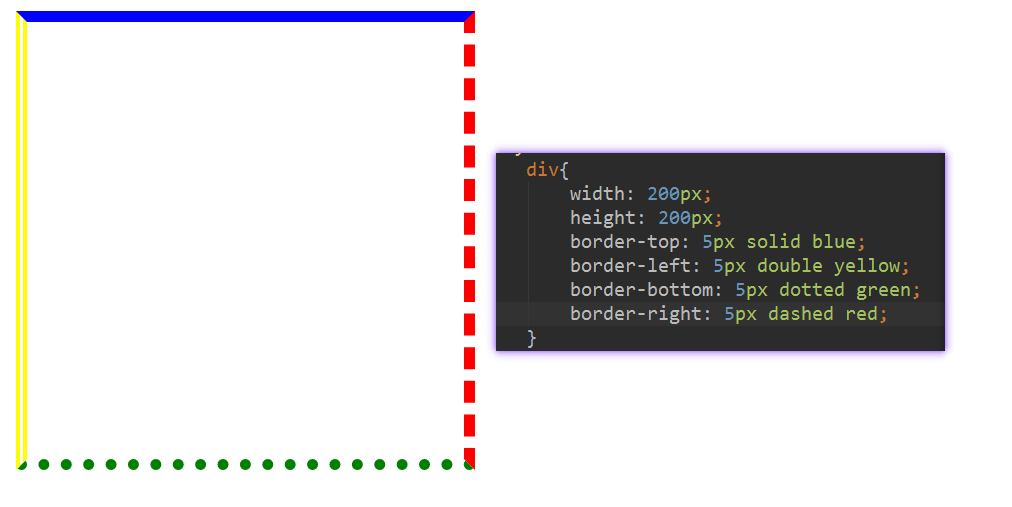 div{
width: 200px;
height: 200px;
border-top: 5px solid blue;
border-left: 5px double yellow;
border-bottom: 5px dotted green;
border-right: 5px dashed red;
}